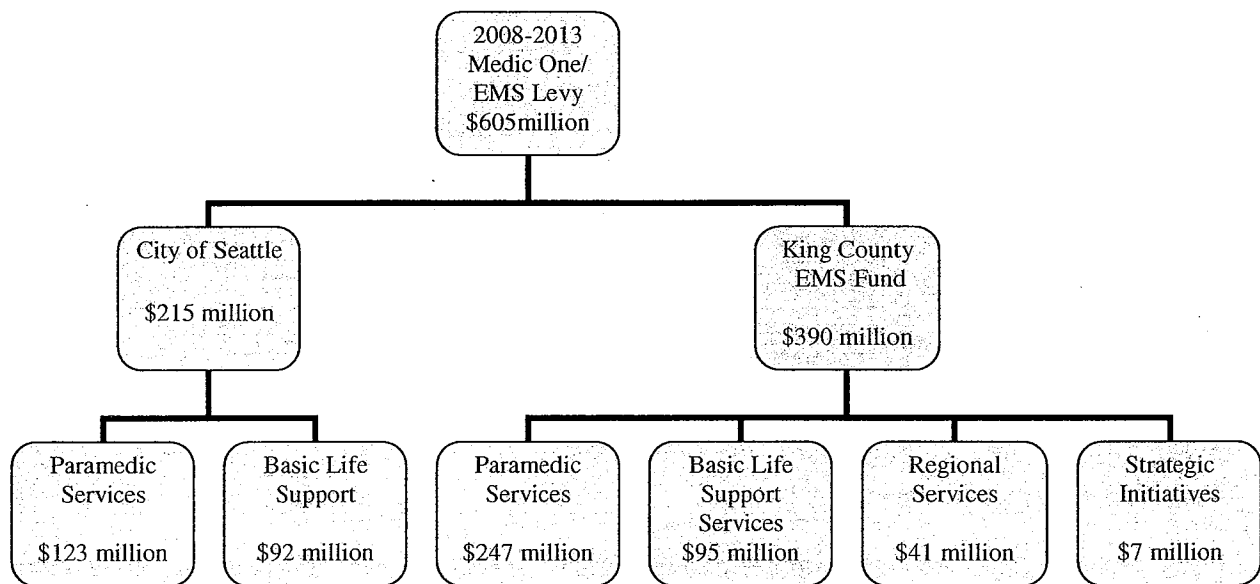 2008-2013
Medic One/
EMS Levy
$605million
City of Seattle
$215 million
King County
EMS Fund
$390 million
Paramedic
Services
$123 million
Basic Life
Support
$92 million
Paramedic
Services
$247 million
Basic Life
Support
Services
$95 million
Regional
Services
$41 million
Strategic
Initiatives
$7 million